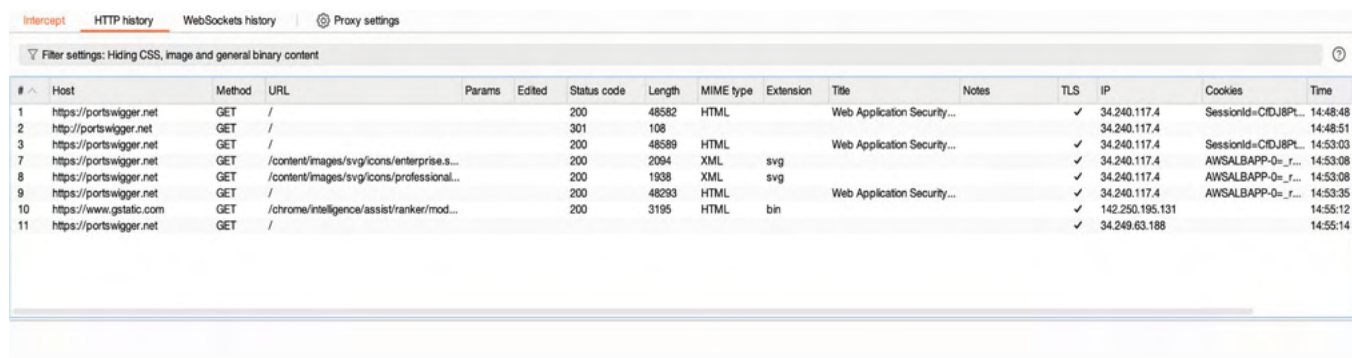 Intercept HTTP history WebSockets history Proxy settings
Filter settings: Hiding CSS, image and general binary content
# Host Method URL Params Edited Status code Length MIME type Extension Title Notes TLS IP Cookies Time
1 https://portswigger.net GET / 200 48582 HTML Web Application Security... ✓ 34.240.117.4 SessionId=CfDJ8Pt... 14:48:48
2 http://portswigger.net GET / 301 108 34.240.117.4 14:48:51
3 https://portswigger.net GET / 200 48589 HTML Web Application Security... ✓ 34.240.117.4 SessionId=CfDJ8Pt... 14:53:03
7 https://portswigger.net GET /content/images/svg/icons/enterprise.s... 200 2094 XML svg ✓ 34.240.117.4 AWSALBAPP-0=_r... 14:53:08
8 https://portswigger.net GET /content/images/svg/icons/professional... 200 1938 XML svg ✓ 34.240.117.4 AWSALBAPP-0=_r... 14:53:08
9 https://portswigger.net GET / 200 48293 HTML Web Application Security... ✓ 34.240.117.4 AWSALBAPP-0=_r... 14:53:35
10 https://www.gstatic.com GET /chrome/intelligence/assist/ranker/mod... 200 3195 HTML bin ✓ 142.250.195.131 14:55:12
11 https://portswigger.net GET / ✓ 34.249.63.188 14:55:14